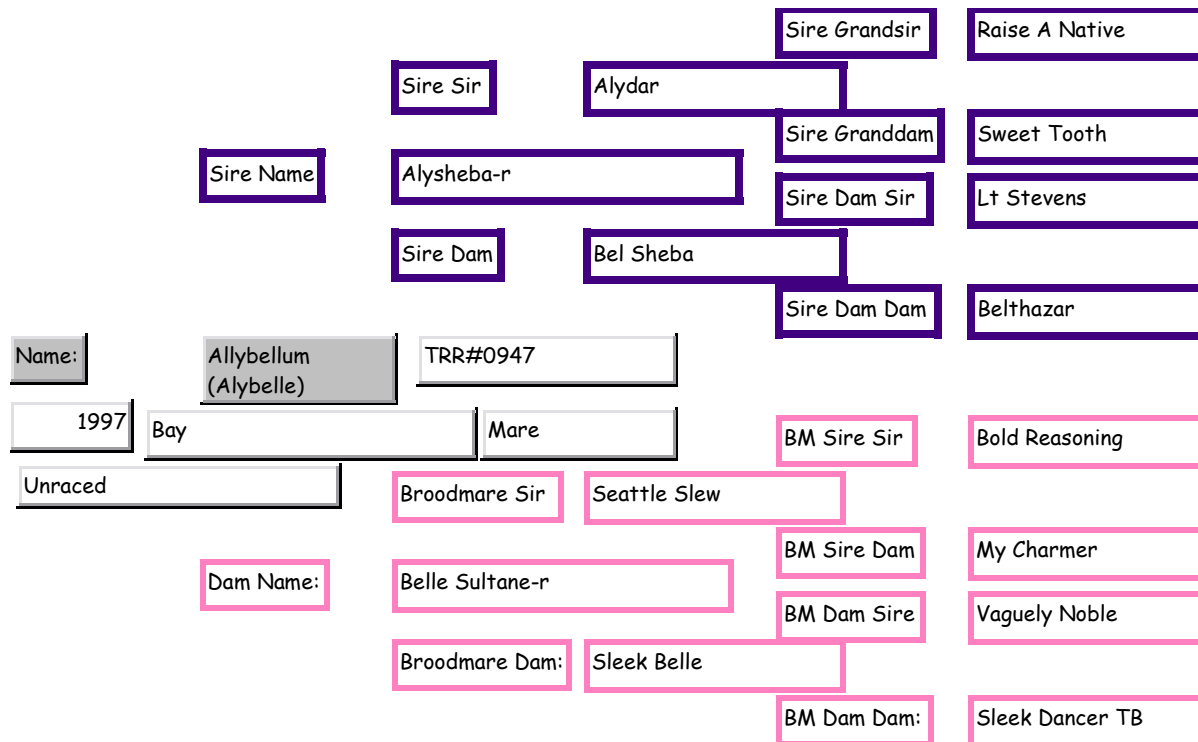 Sire Grandsir Raise A Native
Sire Sir Alydar
Sire Granddam Sweet Tooth
Sire Name Alysheba-r
Sire Dam Sir Lt Stevens
Sire Dam Bel Sheba
Sire Dam Dam Belthazar
Name: Allybellum TRR#0947
(Alybelle)
1997 Bay Mare
BM Sire Sir Bold Reasoning
Unraced
Broodmare Sir Seattle Slew
BM Sire Dam My Charmer
Dam Name: Belle Sultane-r
BM Dam Sire Vaguely Noble
Broodmare Dam: Sleek Belle
BM Dam Dam: Sleek Dancer TB